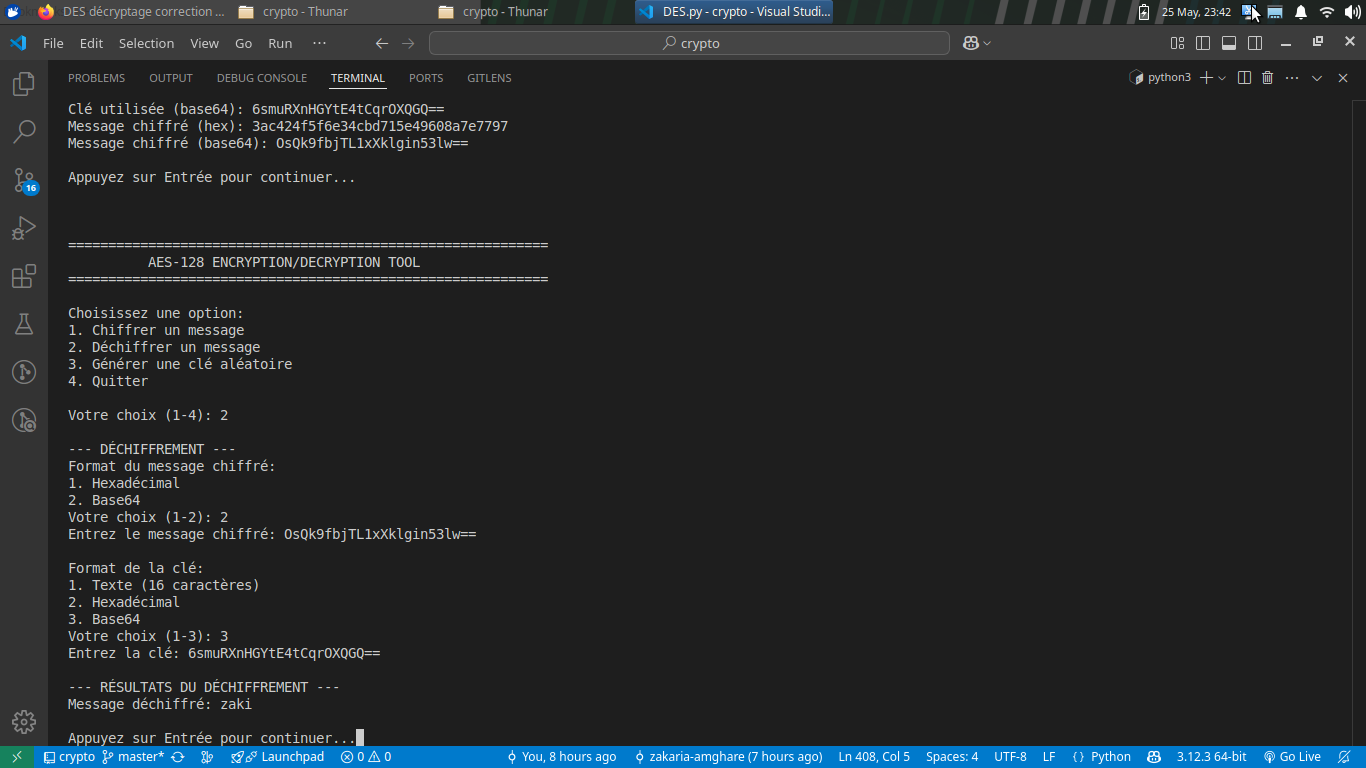 DES décryptage correction ...
crypto - Thunar
crypto - Thunar
DES.py - crypto - Visual Studi...
25 May, 23:42
File Edit Selection View Go Run ···
crypto
PROBLEMS OUTPUT DEBUG CONSOLE TERMINAL PORTS GITLENS
python3
Clé utilisée (base64): 6smuRXnHGYtE4tCqrOXQGQ==
Message chiffré (hex): 3ac424f5f6e34cbd715e49608a7e7797
Message chiffré (base64): OsQk9fbjTL1xXklgin53lw==
Appuyez sur Entrée pour continuer...
============================================================
AES-128 ENCRYPTION/DECRYPTION TOOL
============================================================
Choisissez une option:
1. Chiffrer un message
2. Déchiffrer un message
3. Générer une clé aléatoire
4. Quitter
Votre choix (1-4): 2
--- DÉCHIFFREMENT ---
Format du message chiffré:
1. Hexadécimal
2. Base64
Votre choix (1-2): 2
Entrez le message chiffré: OsQk9fbjTL1xXklgin53lw==
Format de la clé:
1. Texte (16 caractères)
2. Hexadécimal
3. Base64
Votre choix (1-3): 3
Entrez la clé: 6smuRXnHGYtE4tCqrOXQGQ==
--- RÉSULTATS DU DÉCHIFFREMENT ---
Message déchiffré: zaki
Appuyez sur Entrée pour continuer...
16
crypto master* Launchpad 0 0 You, 8 hours ago zakaria-amghare (7 hours ago) Ln 408, Col 5 Spaces: 4 UTF-8 LF { } Python 3.12.3 64-bit Go Live